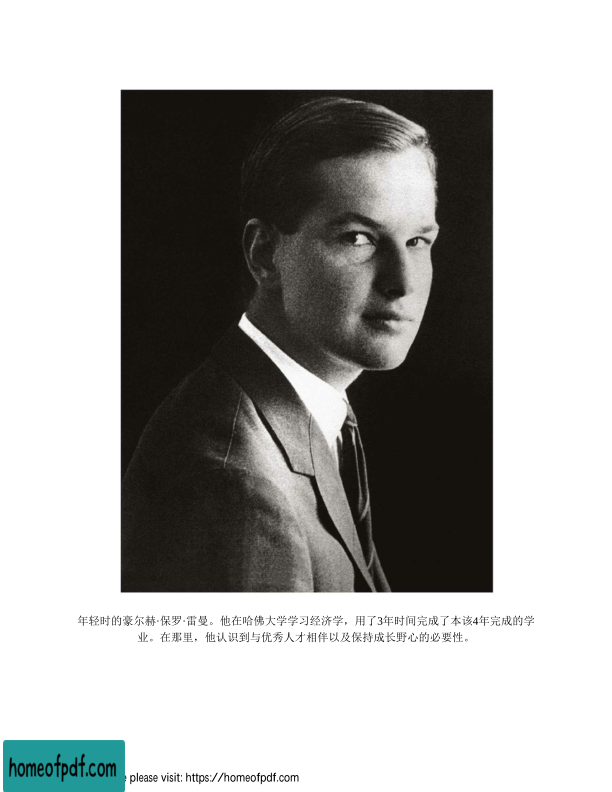 年轻时的豪尔赫·保罗·雷曼。他在哈佛大学学习经济学，用了3年时间完成了本该4年完成的学
业。在那里，他认识到与优秀人才相伴以及保持成长野心的必要性。
homeofpdf.com
e please visit: https://homeofpdf.com